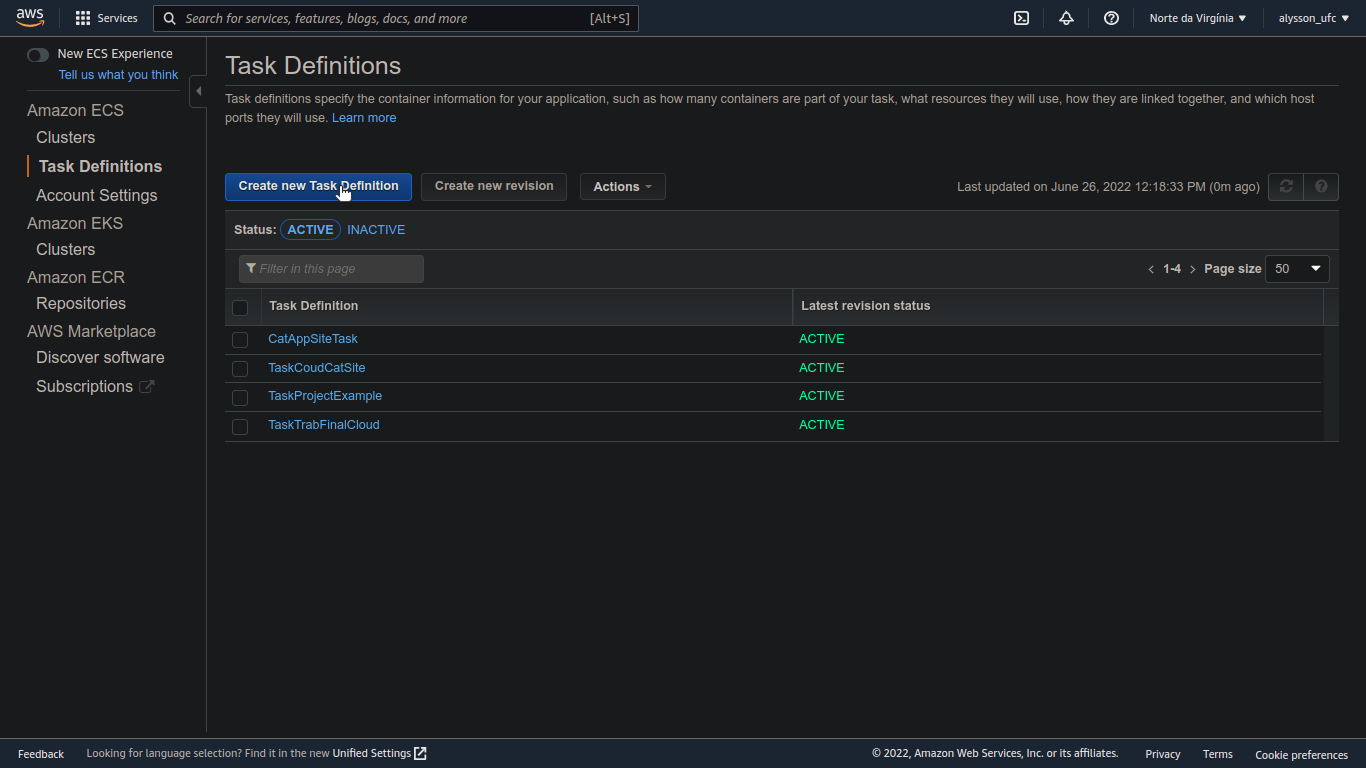 aws
Services
Search for services, features, blogs, docs, and more
[Alt+S]
Norte da Virgínia
alysson_ufc
New ECS Experience
Tell us what you think
Amazon ECS
Clusters
Task Definitions
Account Settings
Amazon EKS
Clusters
Amazon ECR
Repositories
AWS Marketplace
Discover software
Subscriptions
Task Definitions
Task definitions specify the container information for your application, such as how many containers are part of your task, what resources they will use, how they are linked together, and which host
ports they will use. Learn more
Create new Task Definition
Create new revision
Actions
Last updated on June 26, 2022 12:18:33 PM (0m ago)
Status: ACTIVE INACTIVE
Filter in this page
1-4
Page size 50
Task Definition
Latest revision status
CatAppSiteTask
ACTIVE
TaskCoudCatSite
ACTIVE
TaskProjectExample
ACTIVE
TaskTrabFinalCloud
ACTIVE
Feedback
Looking for language selection? Find it in the new Unified Settings
© 2022, Amazon Web Services, Inc. or its affiliates.
Privacy
Terms
Cookie preferences